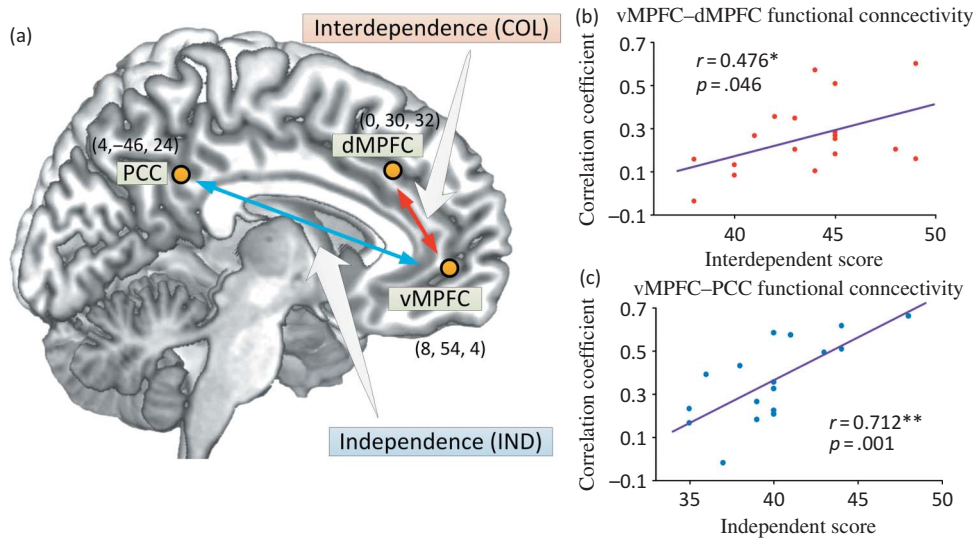 (a)
Interdependence (COL)
(0, 30, 32)
dMPFC
(4,–46, 24)
PCC
vMPFC
(8, 54, 4)
Independence (IND)
(b)
vMPFC–dMPFC functional conncectivity
Correlation coefficient
0.7
0.5
0.3
0.1
–0.1
r = 0.476*
p = .046
40
45
50
Interdependent score
(c)
vMPFC–PCC functional conncectivity
Correlation coefficient
0.7
0.5
0.3
0.1
–0.1
r = 0.712**
p = .001
35
40
45
50
Independent score